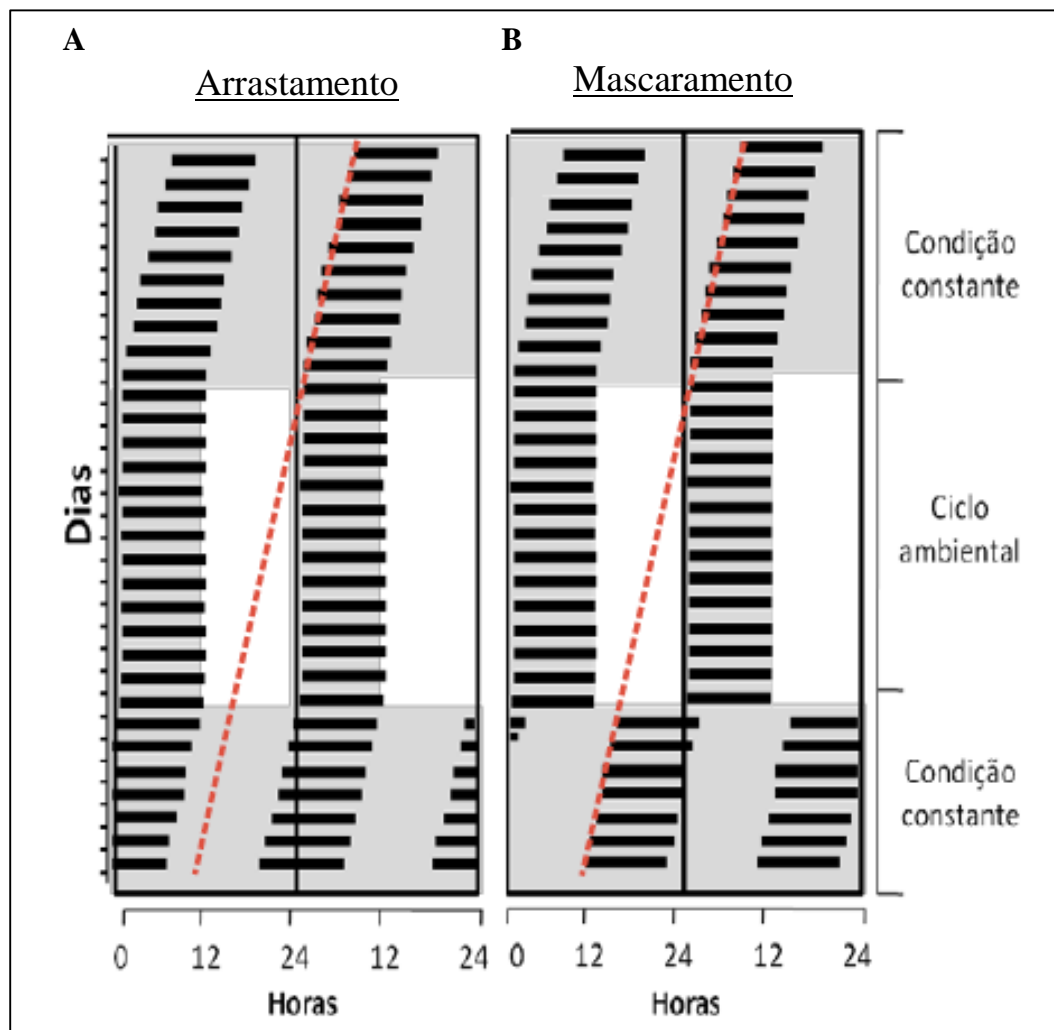 A
B
Arrastamento
Mascaramento
Condição
constante
Ciclo
ambiental
Condição
constante
Dias
0 12 24 12 24
0 12 24 12 24
Horas
Horas